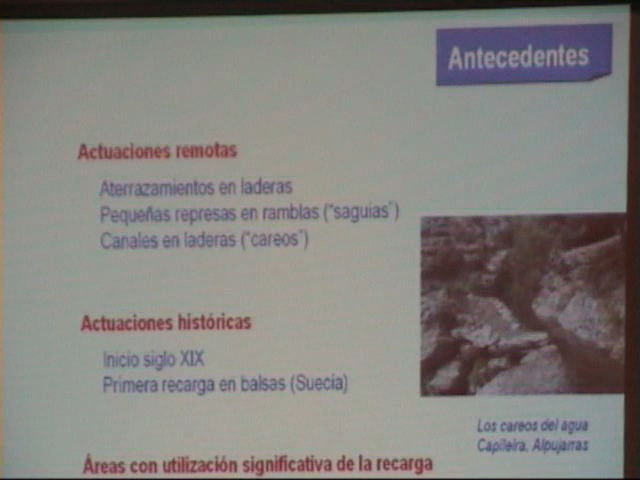 Antecedentes
Actuaciones remotas
Aterrazamientos en laderas
Pequeñas represas en ramblas ("saguias")
Canales en laderas ("careos")
Actuaciones históricas
Inicio siglo XIX
Primera recarga en balsas (Suecia)
Los careos del agua
Capileira, Alpujarras
Áreas con utilización significativa de la recarga